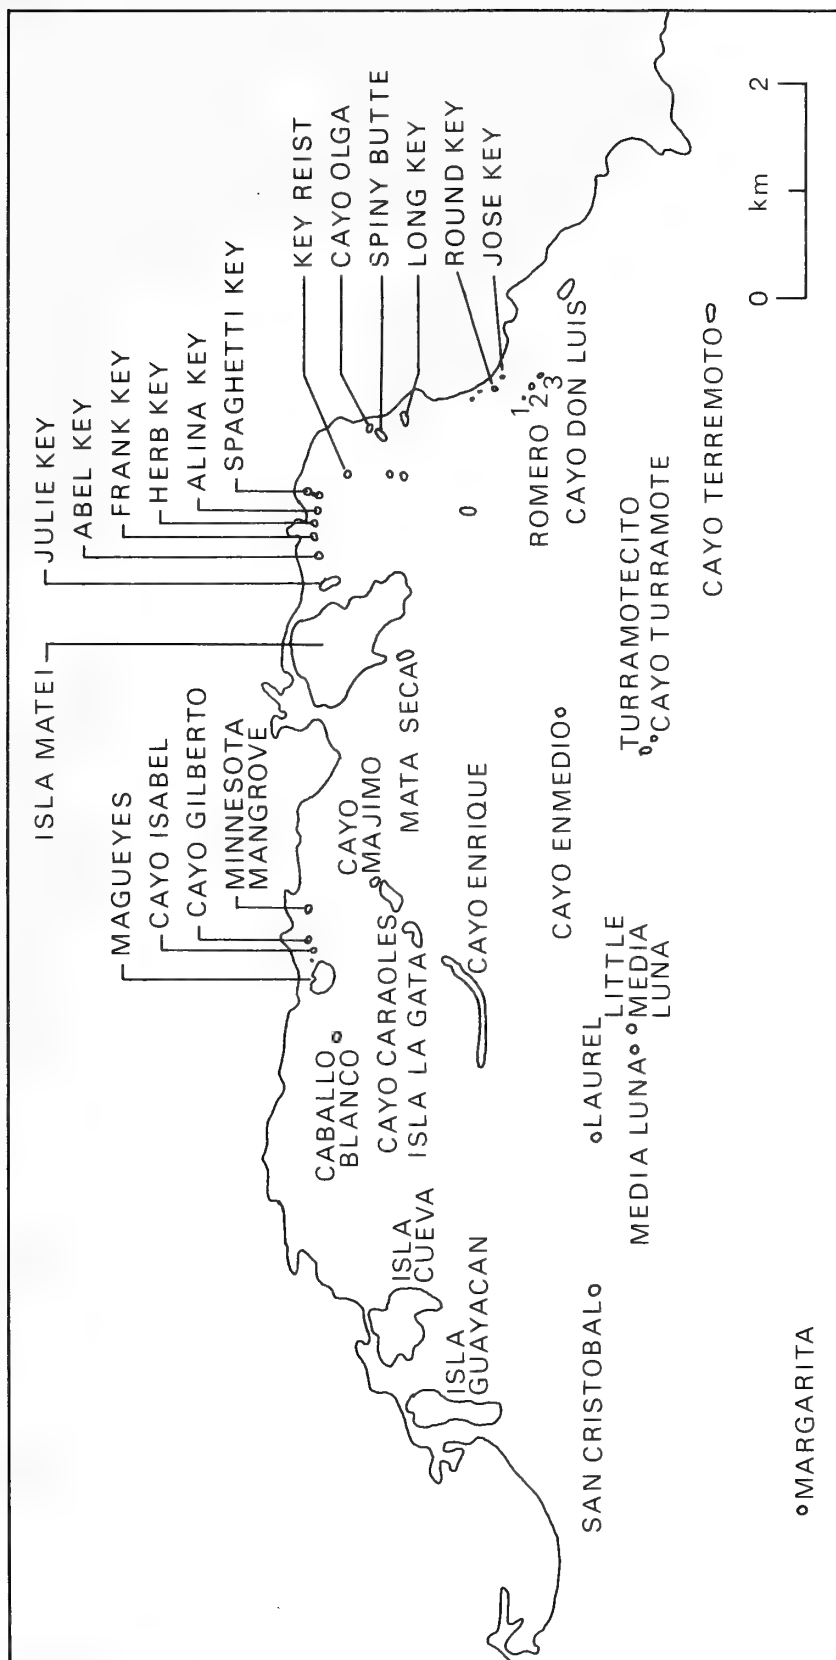 ISLA MATEI
JULIE KEY
ABEL KEY
FRANK KEY
HERB KEY
ALINA KEY
SPAGHETTI KEY
MAGUEYES
CAYO ISABEL
CAYO GILBERTO
MINNESOTA
MANGROVE
KEY REIST
CAYO OLGA
SPINY BUTTE
LONG KEY
ROUND KEY
JOSE KEY
CABALLO
BLANCO
CAYO
MAJIMO
CAYO CARAOLES
ISLA LA GATA
MATA SECA
ISLA
CUEVA
ISLA
GUAYACAN
CAYO ENRIQUE
ROMERO 1
2
3
CAYO DON LUIS
CAYO ENMEDIO
SAN CRISTOBAL
LAUREL
LITTLE
MEDIA LUNA
MEDIA
LUNA
TURRAMOTECITO
CAYO TURRAMOTE
CAYO TERREMOTO
MARGARITA
0 km 2